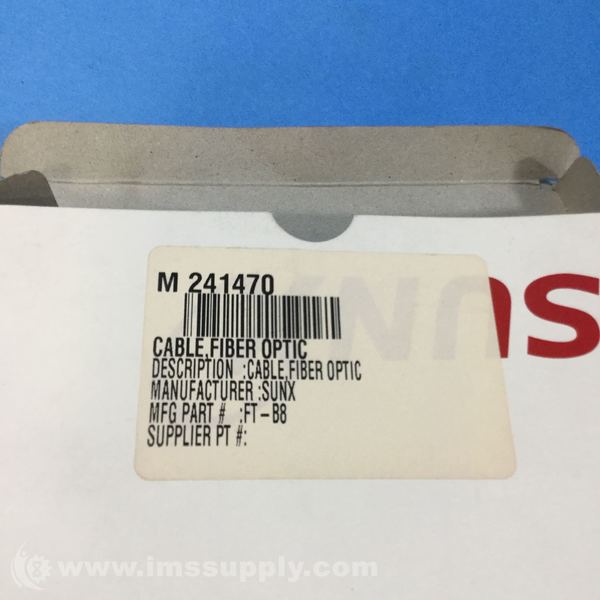 M 241470
SUNX
CABLE,FIBER OPTIC
DESCRIPTION :CABLE,FIBER OPTIC
MANUFACTURER :SUNX
MFG PART # :FT-B8
SUPPLIER PT #:
www.imssupply.com